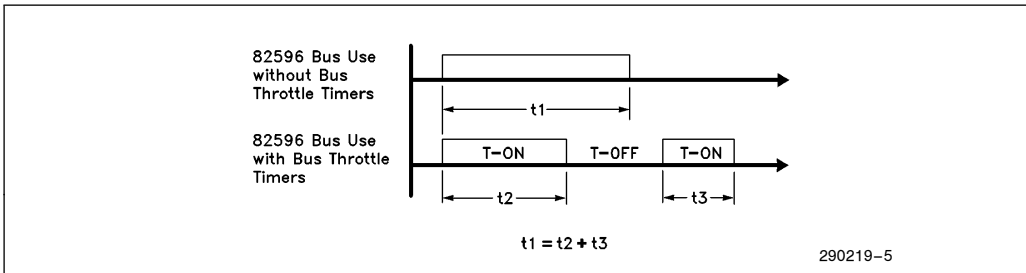 82596 Bus Use
without Bus
Throttle Timers
t1
82596 Bus Use
with Bus Throttle
Timers
T-ON
T-OFF
T-ON
t2
t3
t1 = t2 + t3
290219-5